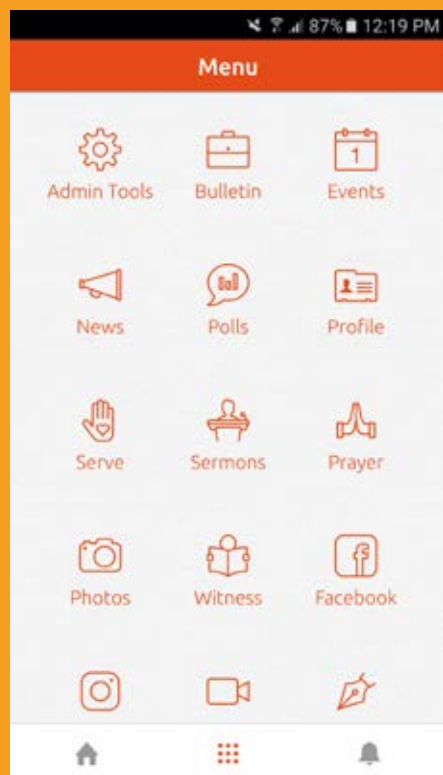 87% 12:19 PM
Menu
1
Admin Tools Bulletin Events
News Polls Profile
Serve Sermons Prayer
Photos Witness Facebook